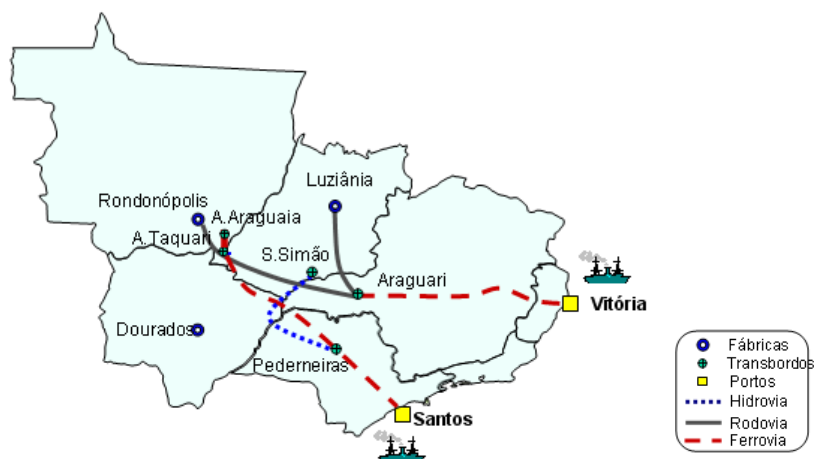 Luziânia
Rondonópolis
A.Araguaia
A.Taquari
S.Simão
Araguari
Vitória
Dourados
Pederneiras
Santos
Fábricas
Transbordos
Portos
Hidrovia
Rodovia
Ferrovia